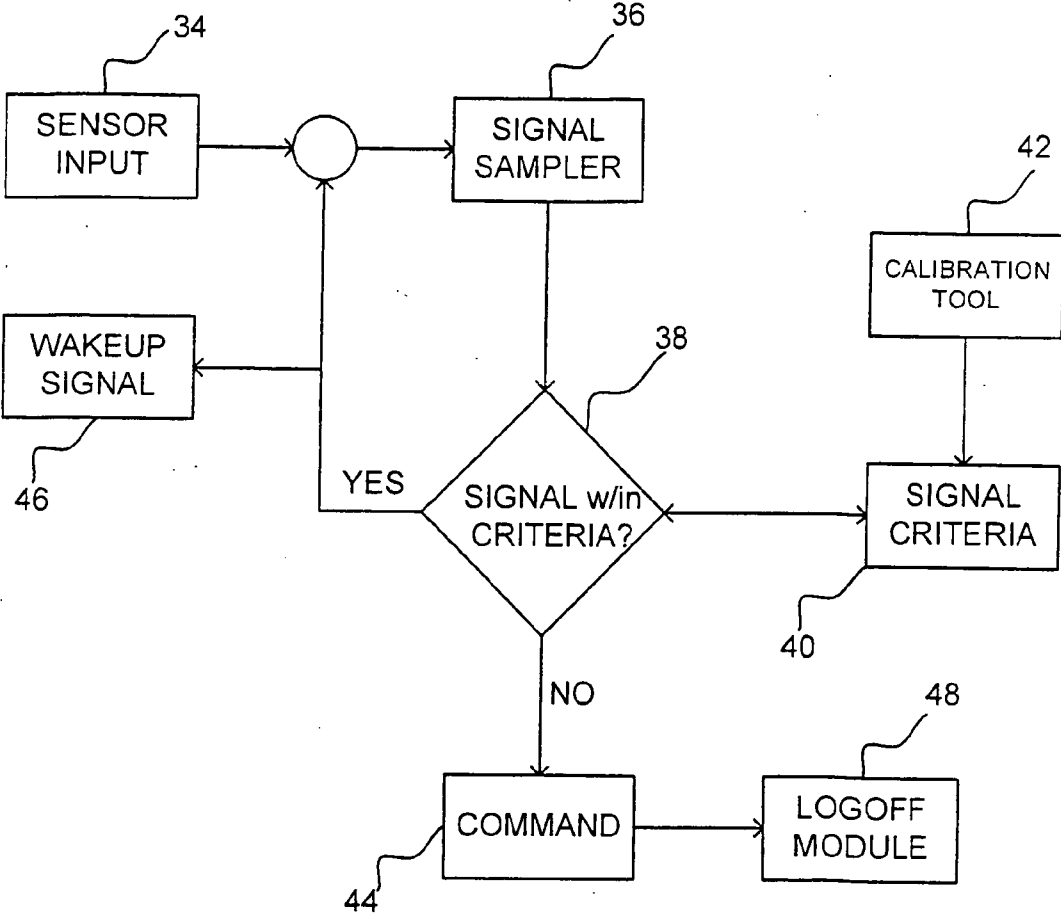 34
36
SENSOR
INPUT
SIGNAL
SAMPLER
42
CALIBRATION
TOOL
WAKEUP
SIGNAL
46
38
YES
SIGNAL w/in
CRITERIA?
SIGNAL
CRITERIA
40
NO
48
COMMAND
44
LOGOFF
MODULE